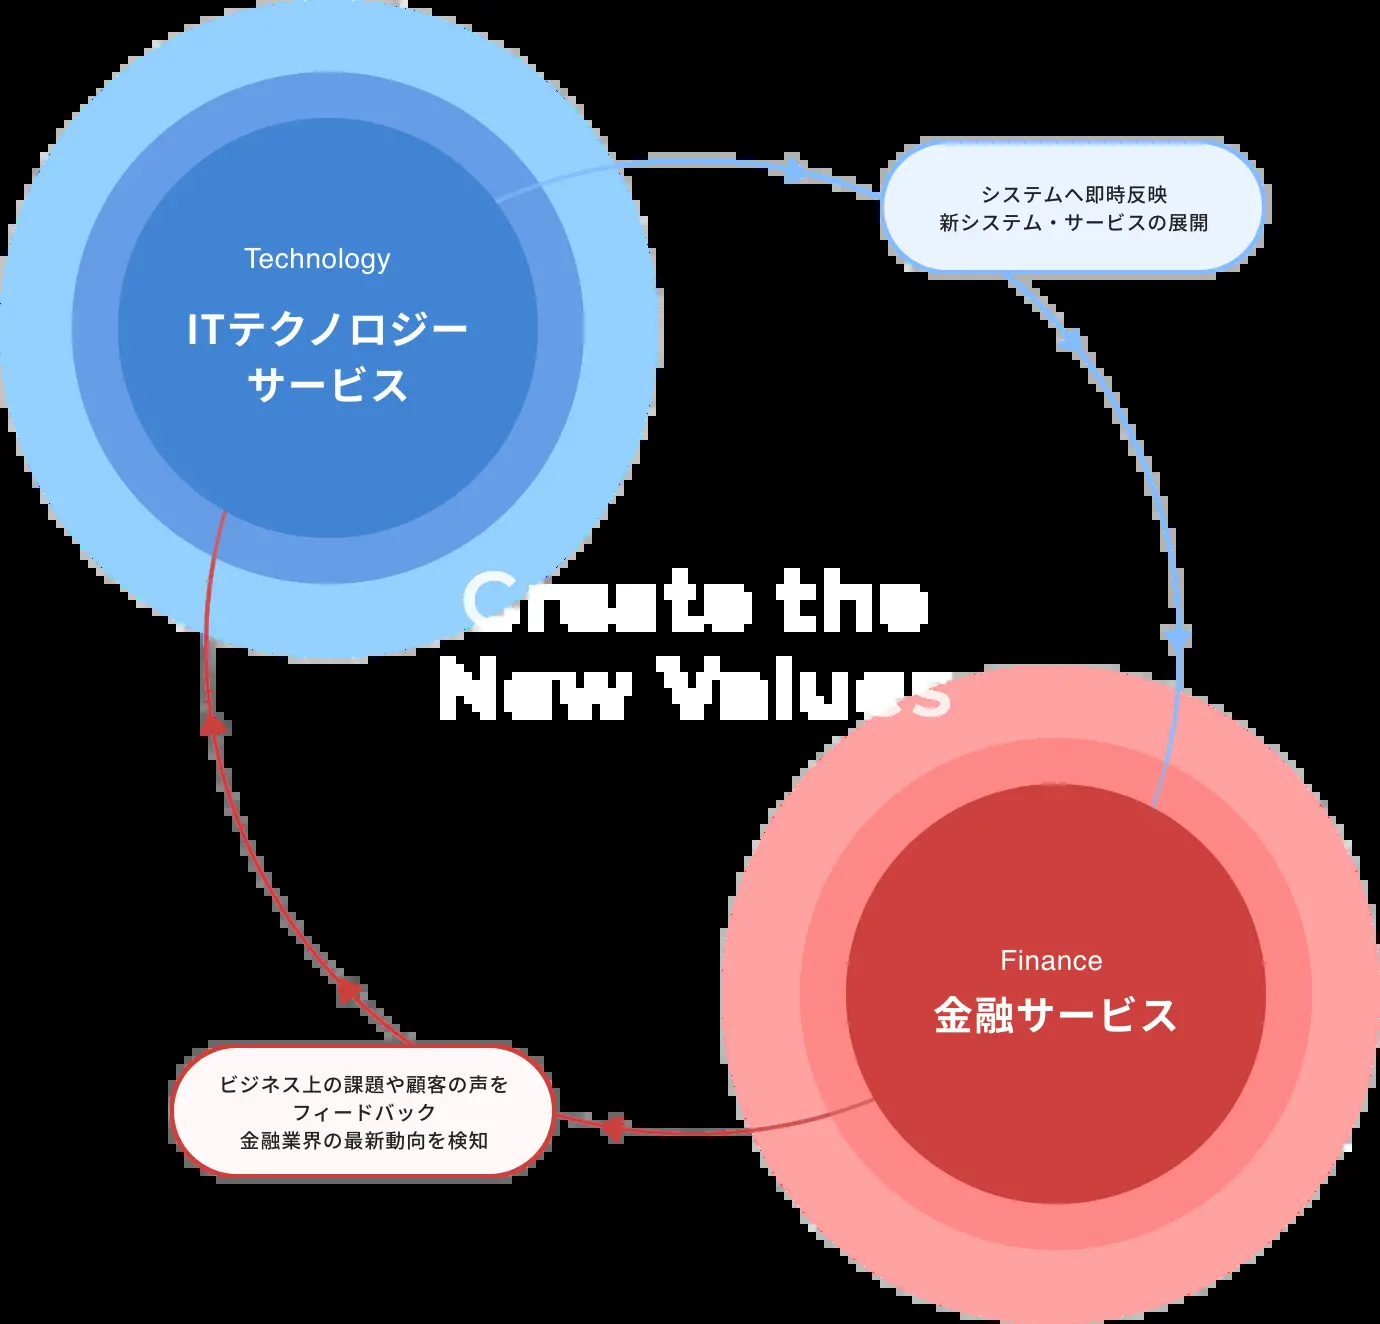 システムへ即時反映
新システム・サービスの展開
Technology
ITテクノロジー
サービス
Create the
New Values
Finance
金融サービス
ビジネス上の課題や顧客の声を
フィードバック
金融業界の最新動向を検知